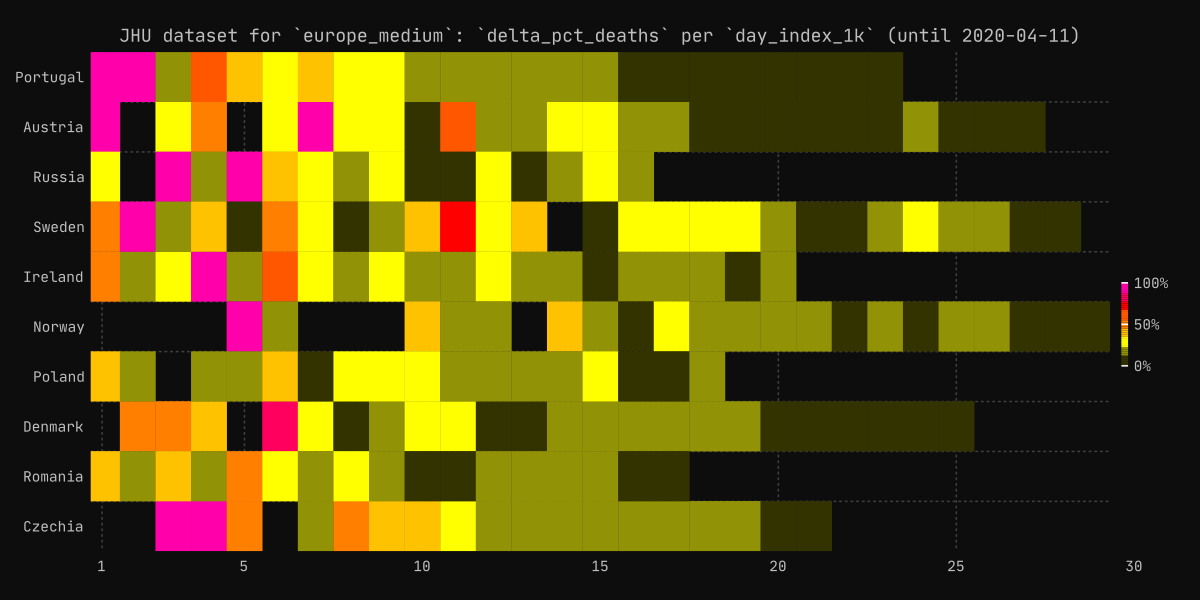 JHU dataset for `europe_medium`: `delta_pct_deaths` per `day_index_1k` (until 2020-04-11)
Portugal
Austria
Russia
Sweden
Ireland
Norway
Poland
Denmark
Romania
Czechia
100%
50%
0%
1 5 10 15 20 25 30